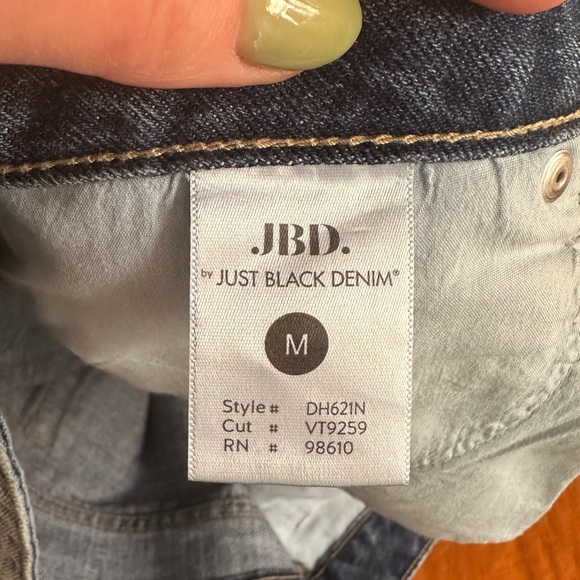 JBD.
by JUST BLACK DENIM®
M
Style # DH621N
Cut # VT9259
RN # 98610